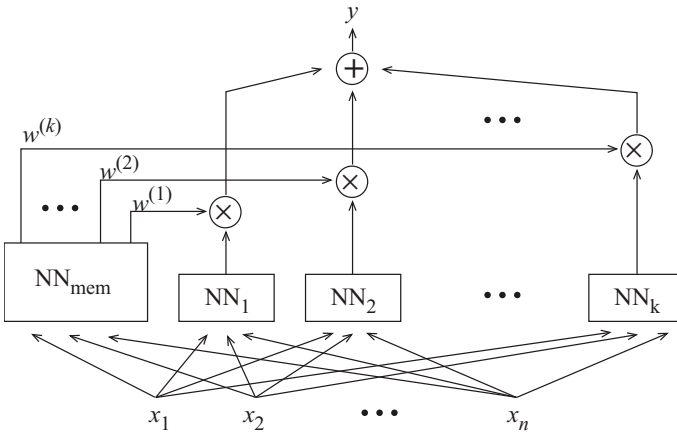 y
+
w^(k)
×
w^(2)
×
w^(1)
×
NN_mem
NN_1
NN_2
NN_k
x_1 x_2 x_n